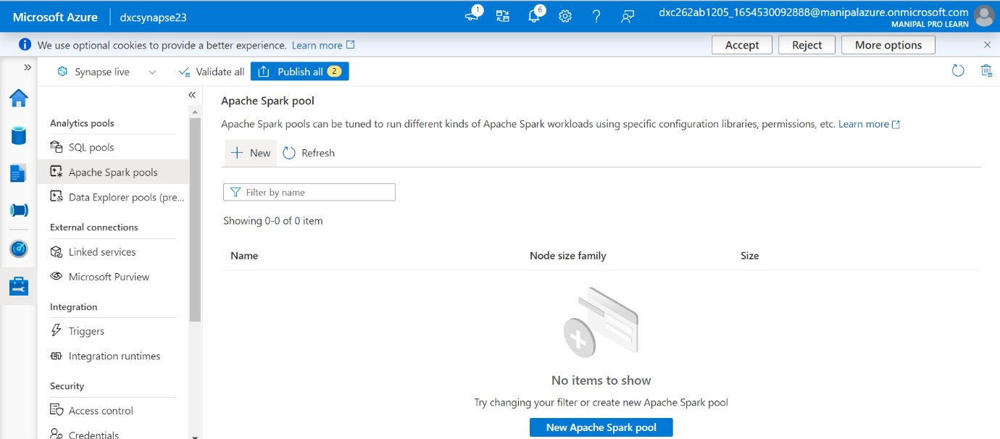 Microsoft Azure dxcsynapse23 1 6 dxc262ab1205_1654530092888@manipalazure.onmicrosoft.com
MANIPAL PRO LEARN
We use optional cookies to provide a better experience. Learn more Accept Reject More options
Synapse live Validate all Publish all 2
Analytics pools
SQL pools
Apache Spark pools
Data Explorer pools (pre...
External connections
Linked services
Microsoft Purview
Integration
Triggers
Integration runtimes
Security
Access control
Credentials
Apache Spark pool
Apache Spark pools can be tuned to run different kinds of Apache Spark workloads using specific configuration libraries, permissions, etc. Learn more
New Refresh
Filter by name
Showing 0-0 of 0 item
Name Node size family Size
No items to show
Try changing your filter or create new Apache Spark pool
New Apache Spark pool